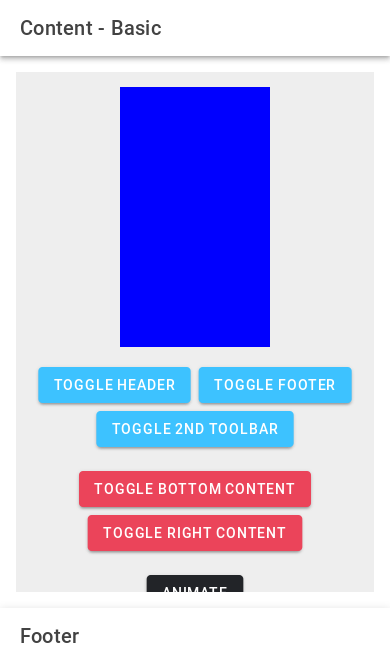 Content - Basic
TOGGLE HEADER TOGGLE FOOTER
TOGGLE 2ND TOOLBAR
TOGGLE BOTTOM CONTENT
TOGGLE RIGHT CONTENT
ANIMATE
Footer